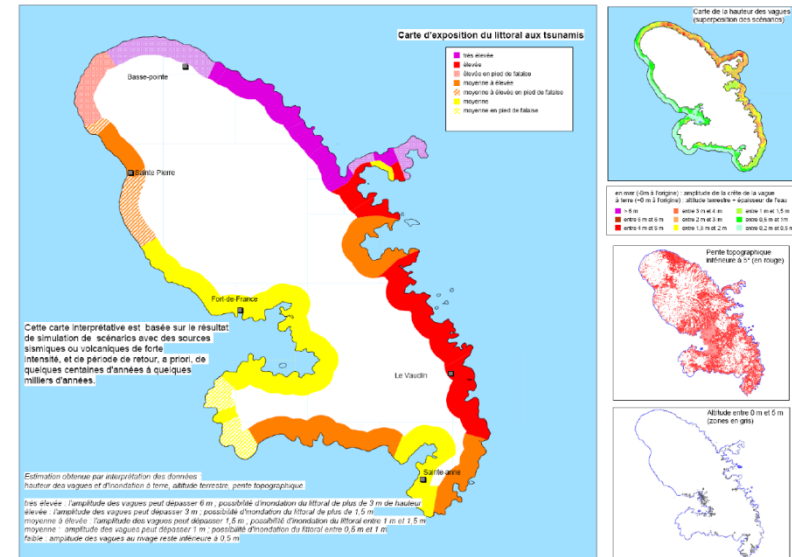 Carte d'exposition du littoral aux tsunamis
très élevée
élevée
élevée en pied de falaise
moyenne à élevée
moyenne à élevée en pied de falaise
moyenne
moyenne en pied de falaise
Basse-pointe
Sainte Pierre
Fort-de-France
Le Vauclin
Sainte-anne
Cette carte interprétative est basée sur le résultat
de simulation de scénarios avec des sources
sismiques ou volcaniques de forte
intensité, et de période de retour, a priori, de
quelques centaines d'années à quelques
milliers d'années.
Estimation obtenue par interprétation des données :
hauteur des vagues et d'inondation à terre, altitude terrestre, pente topographique
très élevée : l'amplitude des vagues peut dépasser 6 m ; possibilité d'inondation du littoral de plus de 3 m de hauteur
élevée : l'amplitude des vagues peut dépasser 3 m ; possibilité d'inondation du littoral de plus de 1,5 m
moyenne à élevée : l'amplitude des vagues peut dépasser 1,5 m ; possibilité d'inondation du littoral entre 1 m et 1,5 m
moyenne : amplitude des vagues peut dépasser 1 m ; possibilité d'inondation du littoral entre 0,5 m et 1 m
faible : amplitude des vagues au rivage reste inférieure à 0,5 m
Carte de la hauteur des vagues
(superposition des scénarios)
en mer (-0m à l'origine) : amplitude de la crête de la vague
à terre (+0 m à l'origine) : altitude terrestre + épaisseur de l'eau
> 6 m
entre 5 m et 6 m
entre 4 m et 5 m
entre 3 m et 4 m
entre 2 m et 3 m
entre 1,5 m et 2 m
entre 1 m et 1,5 m
entre 0,5 m et 1m
entre 0,2 m et 0,5 m
Pente topographique
inférieure à 5° (en rouge)
Altitude entre 0 m et 5 m
(zones en gris)